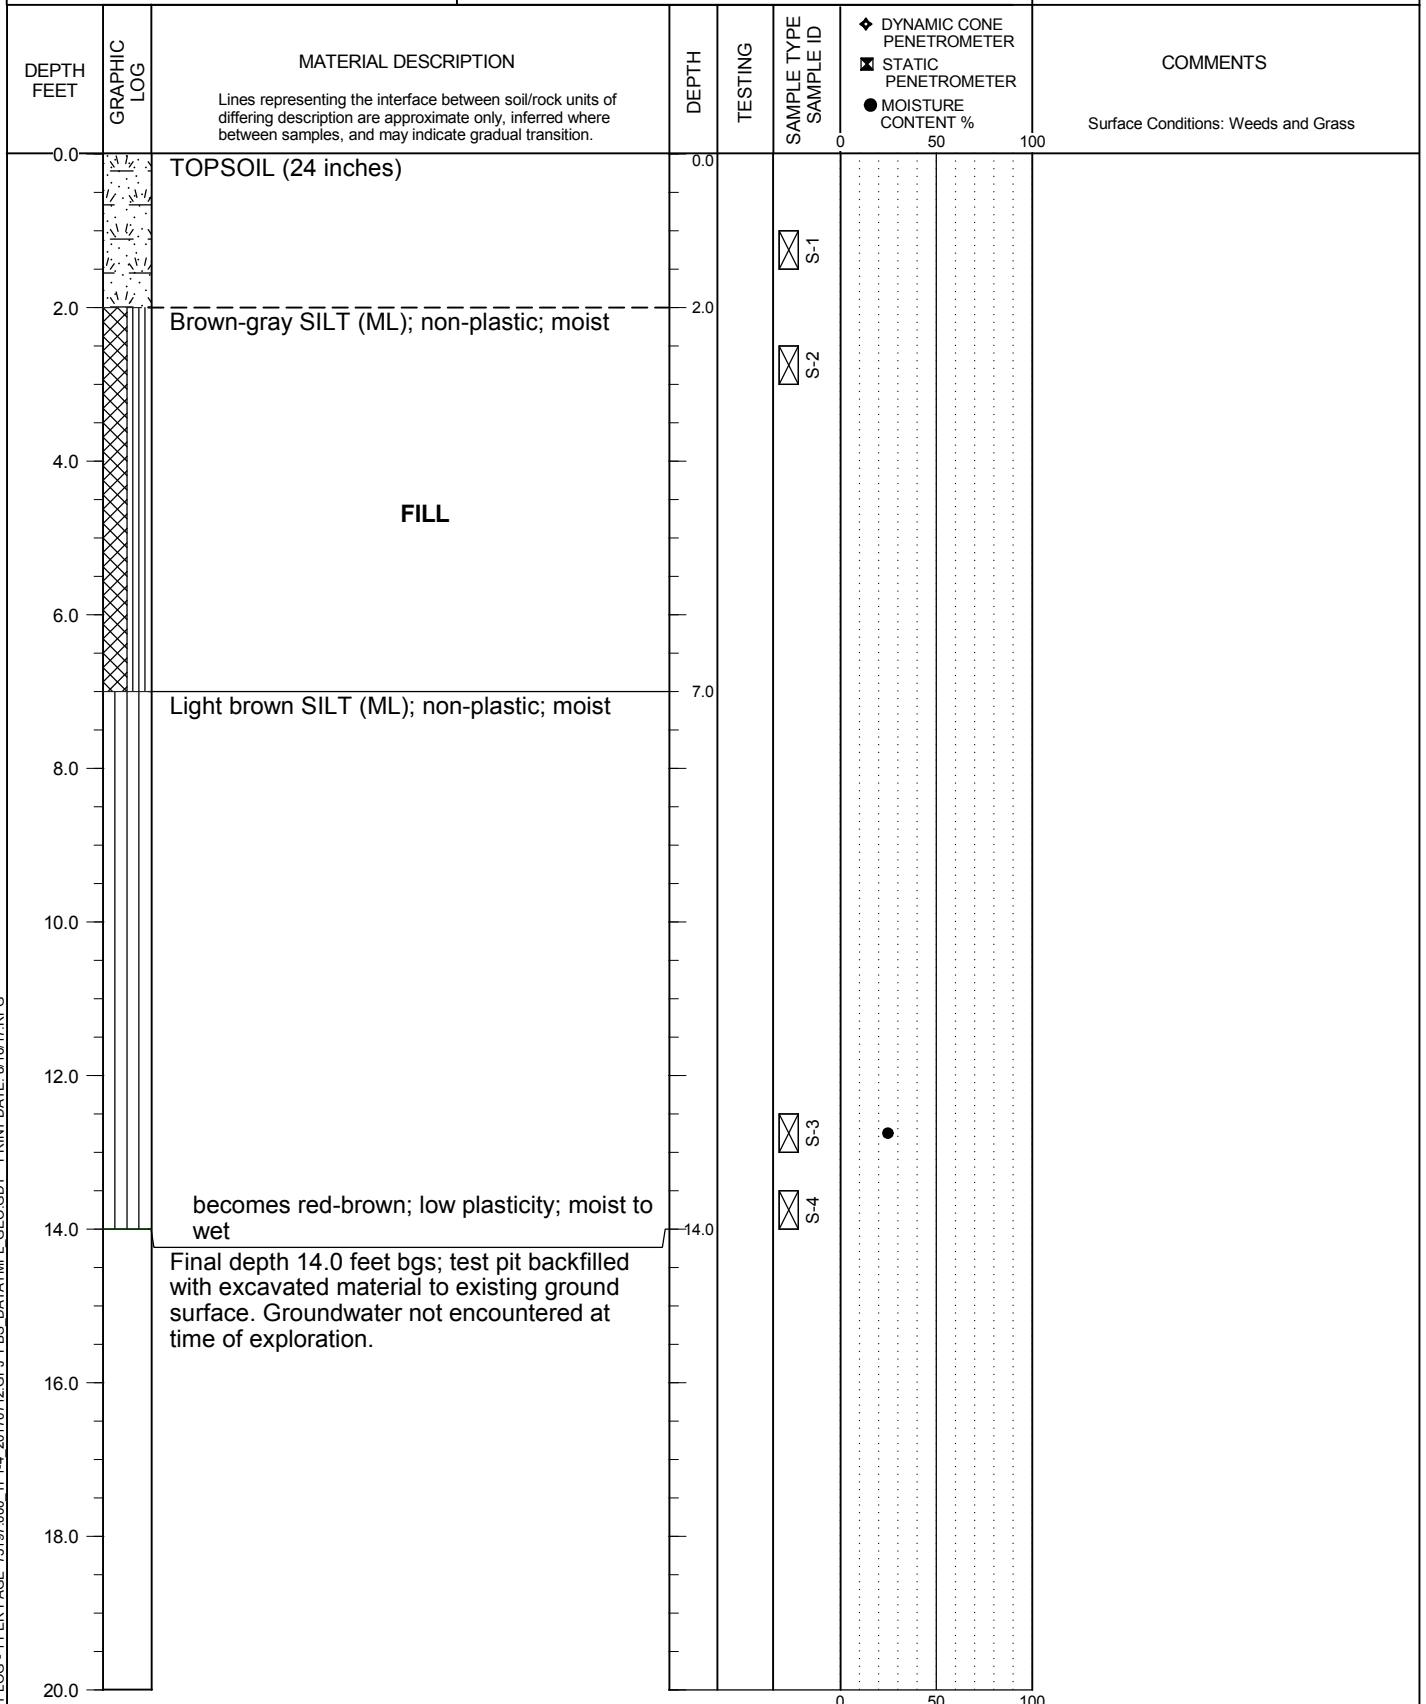 DEPTH
FEET
GRAPHIC
LOG
MATERIAL DESCRIPTION
Lines representing the interface between soil/rock units of
differing description are approximate only, inferred where
between samples, and may indicate gradual transition.
DEPTH
TESTING
SAMPLE TYPE
SAMPLE ID
DYNAMIC CONE
PENETROMETER
STATIC
PENETROMETER
MOISTURE
CONTENT %
0 50 100
COMMENTS
Surface Conditions: Weeds and Grass
0.0
TOPSOIL (24 inches)
0.0
S-1
2.0
Brown-gray SILT (ML); non-plastic; moist
2.0
S-2
4.0
FILL
6.0
7.0
Light brown SILT (ML); non-plastic; moist
8.0
10.0
12.0
S-3
becomes red-brown; low plasticity; moist to
wet
S-4
14.0
14.0
Final depth 14.0 feet bgs; test pit backfilled
with excavated material to existing ground
surface. Groundwater not encountered at
time of exploration.
16.0
18.0
20.0
0 50 100